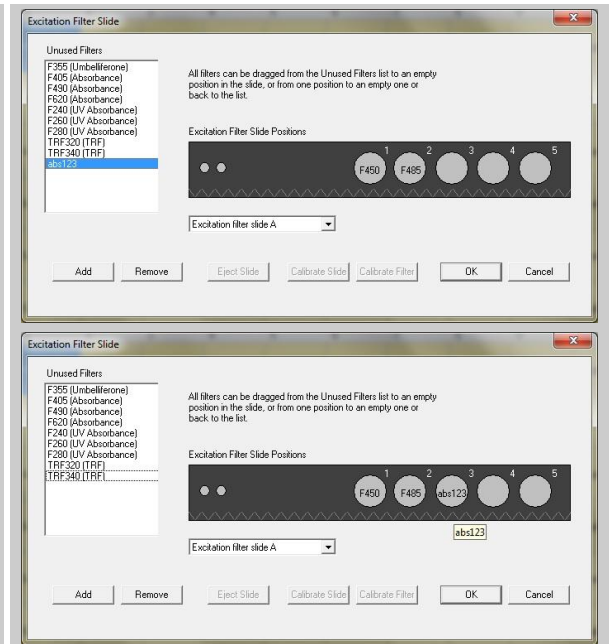 Excitation Filter Slide
Unused Filters
F355 (Umbelliferone)
F405 (Absorbance)
F490 (Absorbance)
F620 (Absorbance)
F240 (UV Absorbance)
F260 (UV Absorbance)
F280 (UV Absorbance)
TRF320 (TRF)
TRF340 (TRF)
abs123
All filters can be dragged from the Unused Filters list to an empty
position in the slide, or from one position to an empty one or
back to the list.
Excitation Filter Slide Positions
1 2 3 4 5
F450 F485
Excitation filter slide A
Add Remove Eject Slide Calibrate Slide Calibrate Filter OK Cancel
Excitation Filter Slide
Unused Filters
F355 (Umbelliferone)
F405 (Absorbance)
F490 (Absorbance)
F620 (Absorbance)
F240 (UV Absorbance)
F260 (UV Absorbance)
F280 (UV Absorbance)
TRF320 (TRF)
TRF340 (TRF)
All filters can be dragged from the Unused Filters list to an empty
position in the slide, or from one position to an empty one or
back to the list.
Excitation Filter Slide Positions
1 2 3 4 5
F450 F485 abs123
abs123
Excitation filter slide A
Add Remove Eject Slide Calibrate Slide Calibrate Filter OK Cancel